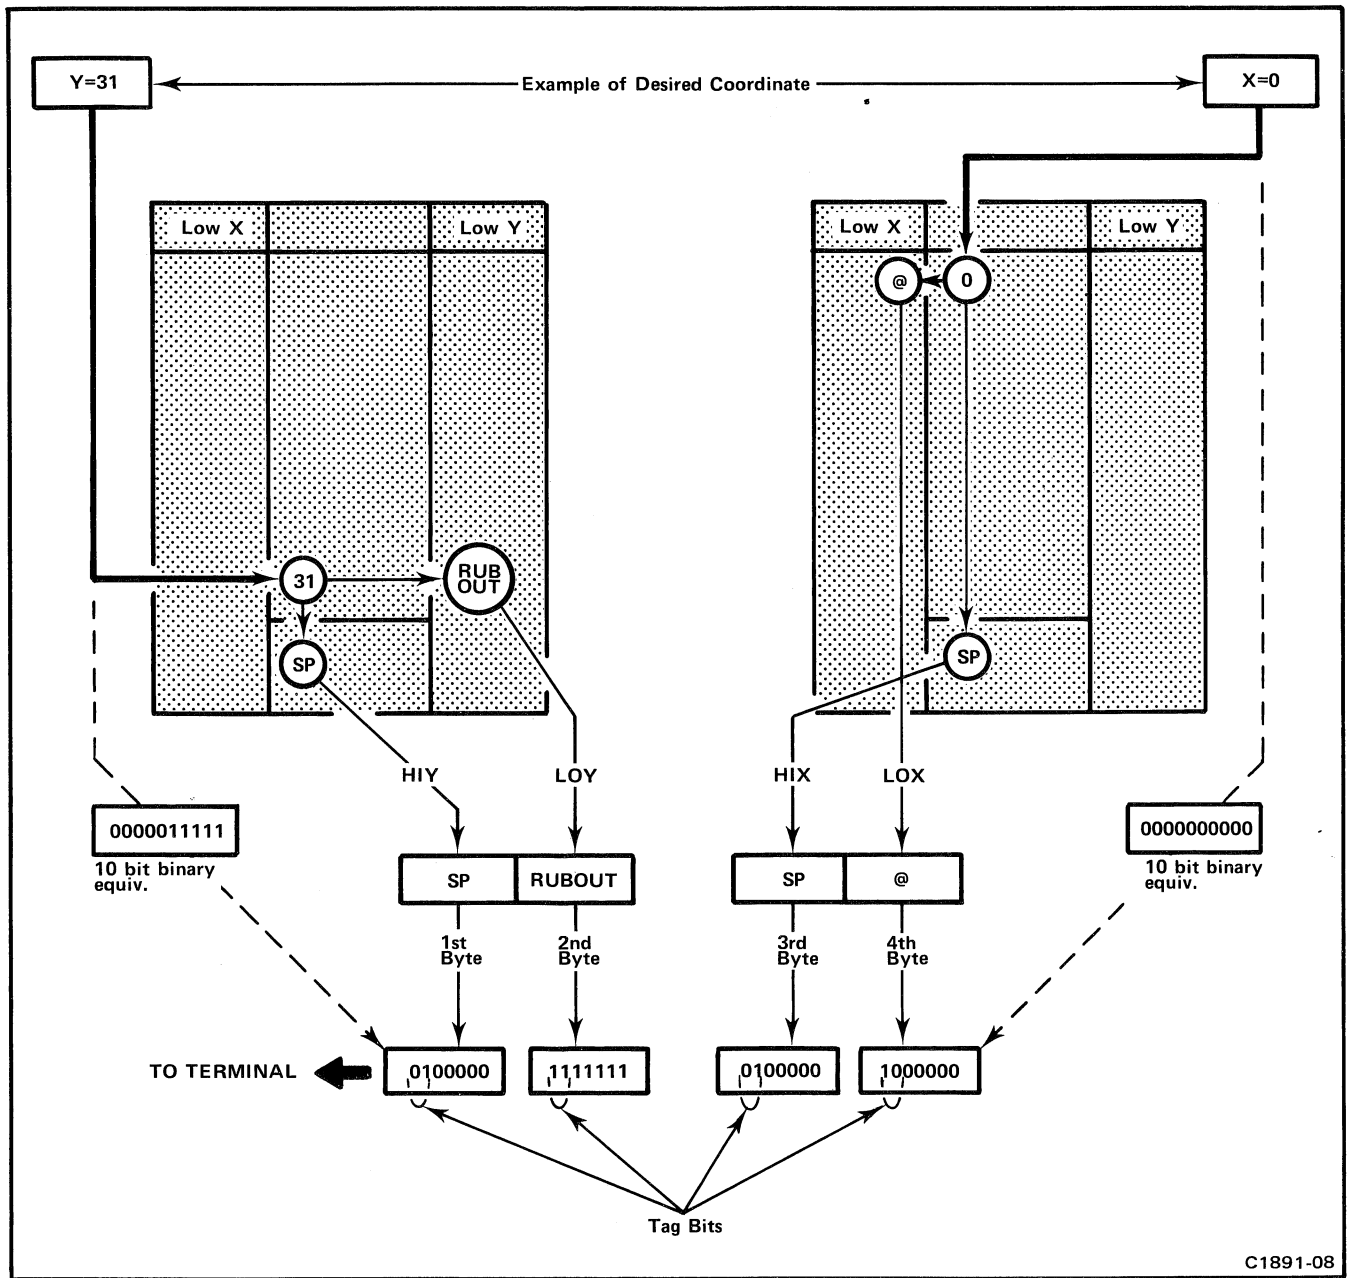 Y=31
Example of Desired Coordinate
X=0
Low X
Low Y
Low X
Low Y
@
0
31
RUB
OUT
SP
SP
HIY
LOY
HIX
LOX
0000011111
10 bit binary
equiv.
0000000000
10 bit binary
equiv.
SP
RUBOUT
SP
@
1st
Byte
2nd
Byte
3rd
Byte
4th
Byte
TO TERMINAL
0100000
1111111
0100000
1000000
Tag Bits
C1891-08